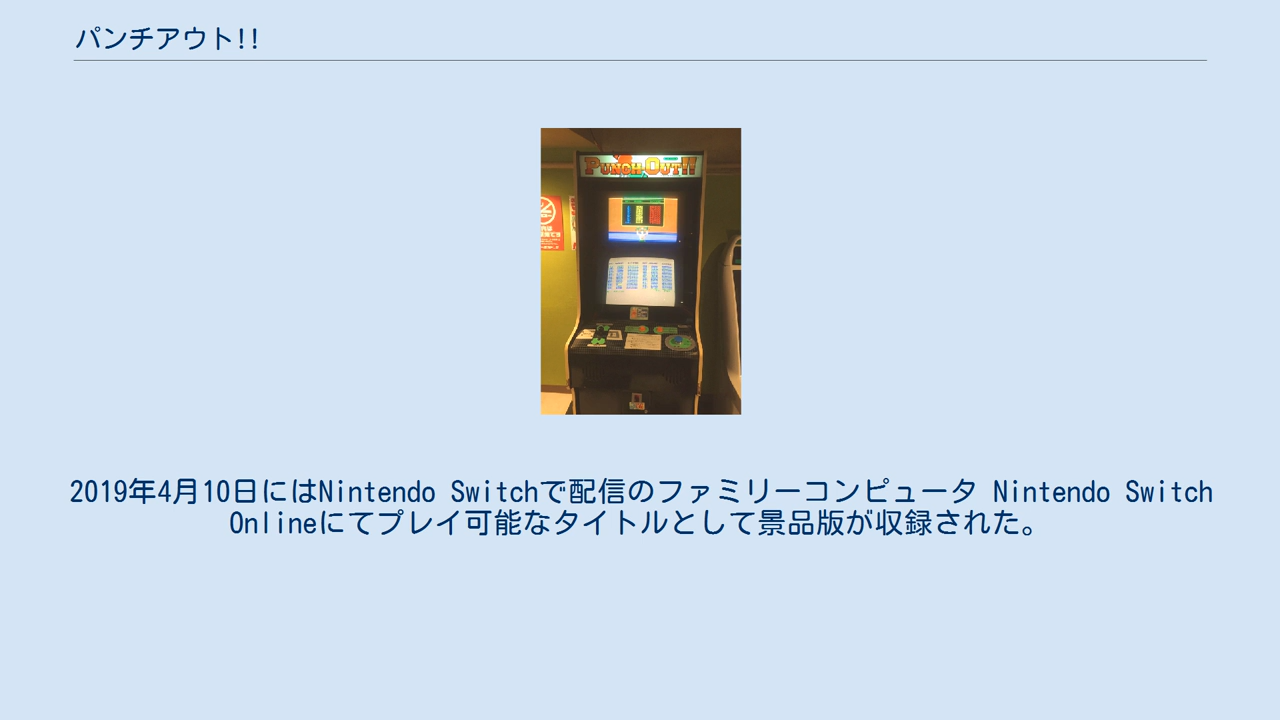 パンチアウト!!
PUNCH OUT!!
2019年4月10日にはNintendo Switchで配信のファミリーコンピュータ Nintendo Switch
Onlineにてプレイ可能なタイトルとして景品版が収録された。